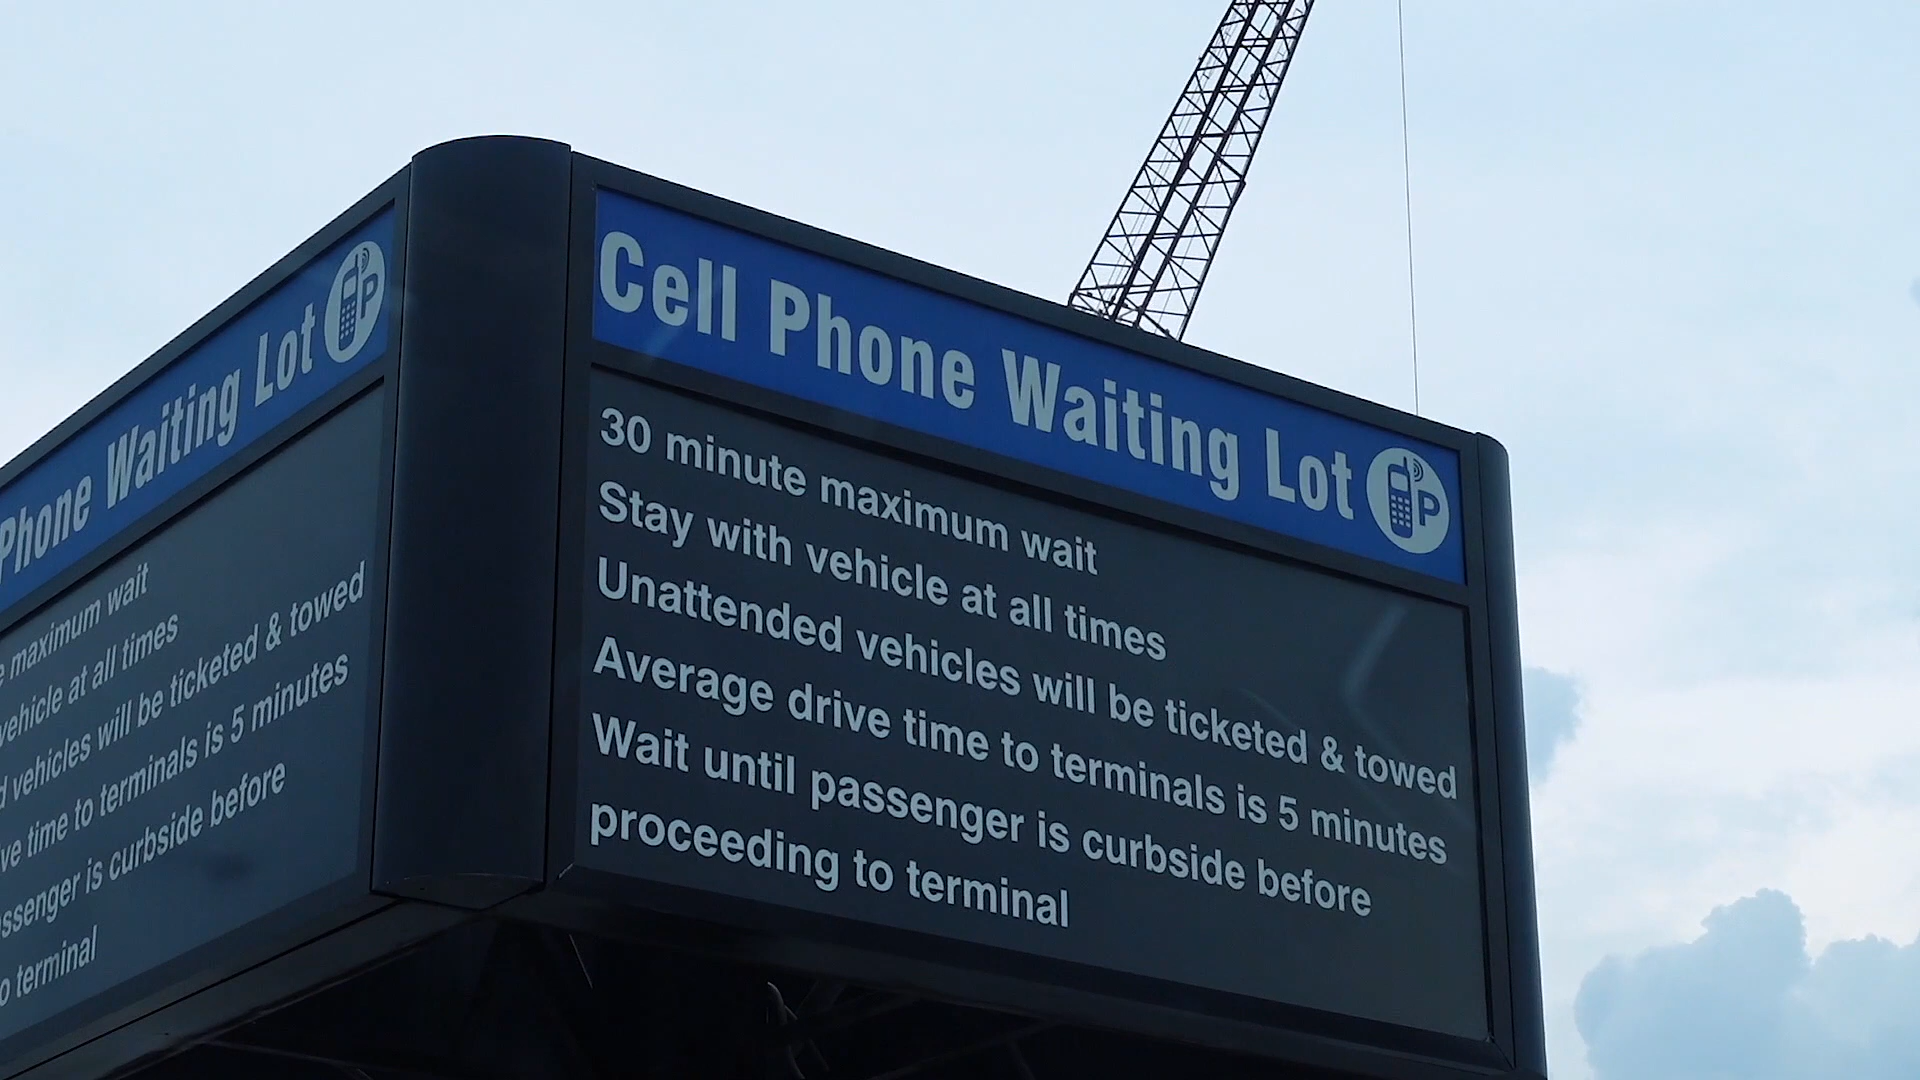 Phone Waiting Lot P
maximum wait
vehicle at all times
vehicles will be ticketed & towed
time to terminals is 5 minutes
is curbside before
terminal
Cell Phone Waiting Lot P
30 minute maximum wait
Stay with vehicle at all times
Unattended vehicles will be ticketed & towed
Average drive time to terminals is 5 minutes
Wait until passenger is curbside before
proceeding to terminal